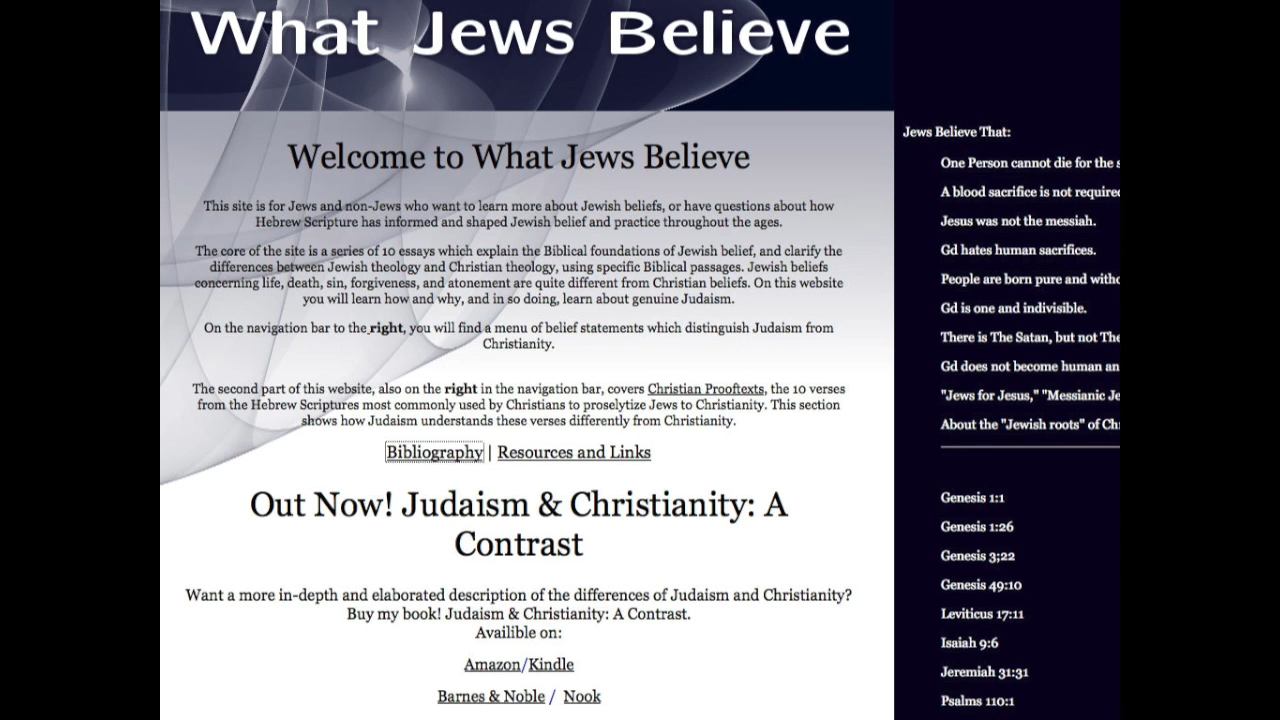 What Jews Believe
Welcome to What Jews Believe
This site is for Jews and non-Jews who want to learn more about Jewish beliefs, or have questions about how
Hebrew Scripture has informed and shaped Jewish belief and practice throughout the ages.
The core of the site is a series of 10 essays which explain the Biblical foundations of Jewish belief, and clarify the
differences between Jewish theology and Christian theology, using specific Biblical passages. Jewish beliefs
concerning life, death, sin, forgiveness, and atonement are quite different from Christian beliefs. On this website
you will learn how and why, and in so doing, learn about genuine Judaism.
On the navigation bar to the right, you will find a menu of belief statements which distinguish Judaism from
Christianity.
The second part of this website, also on the right in the navigation bar, covers Christian Prooftexts, the 10 verses
from the Hebrew Scriptures most commonly used by Christians to proselytize Jews to Christianity. This section
shows how Judaism understands these verses differently from Christianity.
Bibliography | Resources and Links
Out Now! Judaism & Christianity: A
Contrast
Want a more in-depth and elaborated description of the differences of Judaism and Christianity?
Buy my book! Judaism & Christianity: A Contrast.
Availible on:
Amazon/Kindle
Barnes & Noble / Nook
Jews Believe That:
One Person cannot die for the
A blood sacrifice is not
Jesus was not the messiah.
Gd hates human sacrifices.
People are born pure and
Gd is one and indivisible.
There is The Satan, but not
Gd does not become human
"Jews for Jesus," "Messianic
About the "Jewish roots" of
Genesis 1:1
Genesis 1:26
Genesis 3;22
Genesis 49:10
Leviticus 17:11
Isaiah 9:6
Jeremiah 31:31
Psalms 110:1